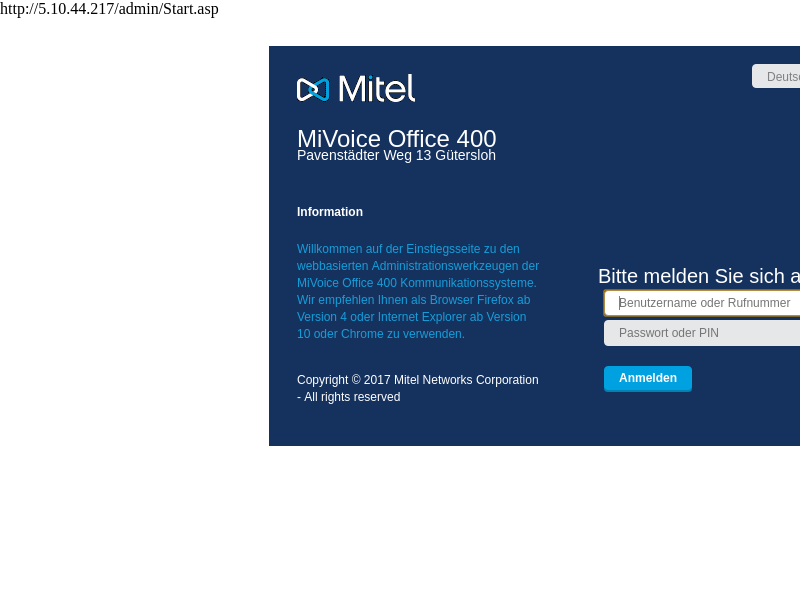 http://5.10.44.217/admin/Start.asp
Mitel
Deutsc
MiVoice Office 400
Pavenstädter Weg 13 Gütersloh
Information
Willkommen auf der Einstiegsseite zu den
webbasierten Administrationswerkzeugen der
MiVoice Office 400 Kommunikationssysteme.
Wir empfehlen Ihnen als Browser Firefox ab
Version 4 oder Internet Explorer ab Version
10 oder Chrome zu verwenden.
Copyright © 2017 Mitel Networks Corporation
- All rights reserved
Bitte melden Sie sich a
Benutzername oder Rufnummer
Passwort oder PIN
Anmelden